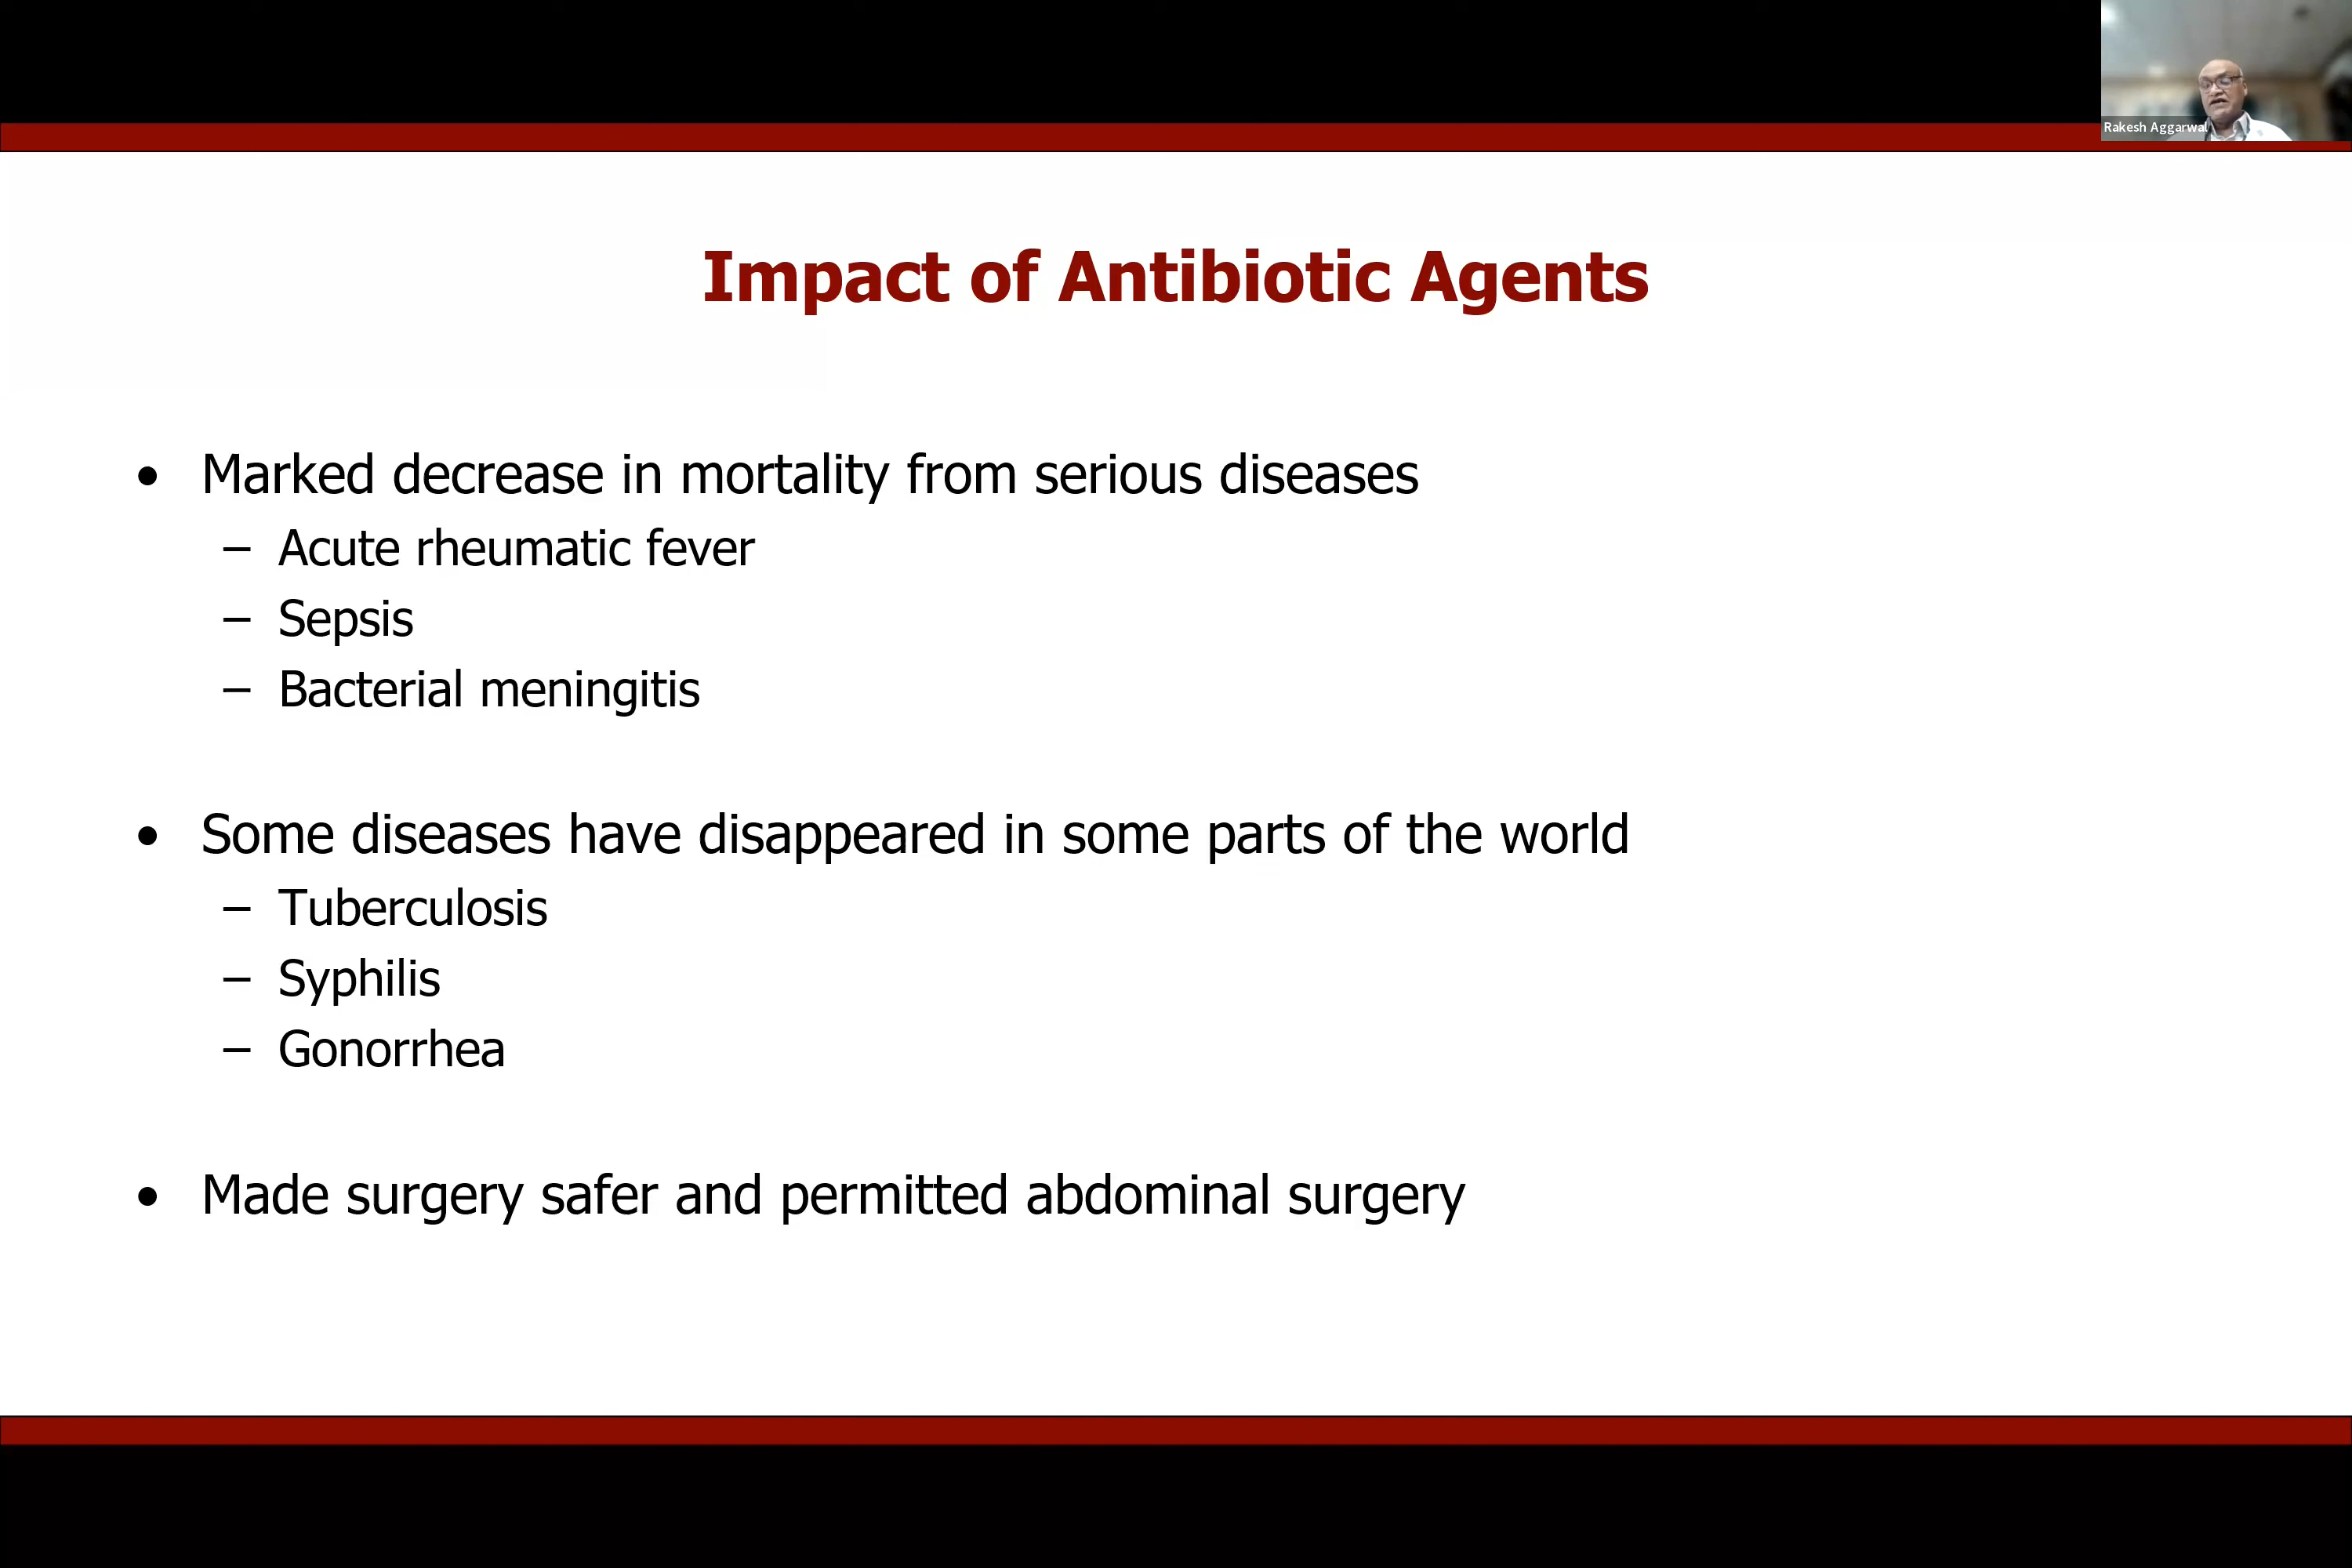 Rakesh Aggarwal
Impact of Antibiotic Agents
• Marked decrease in mortality from serious diseases
– Acute rheumatic fever
– Sepsis
– Bacterial meningitis
• Some diseases have disappeared in some parts of the world
– Tuberculosis
– Syphilis
– Gonorrhea
• Made surgery safer and permitted abdominal surgery